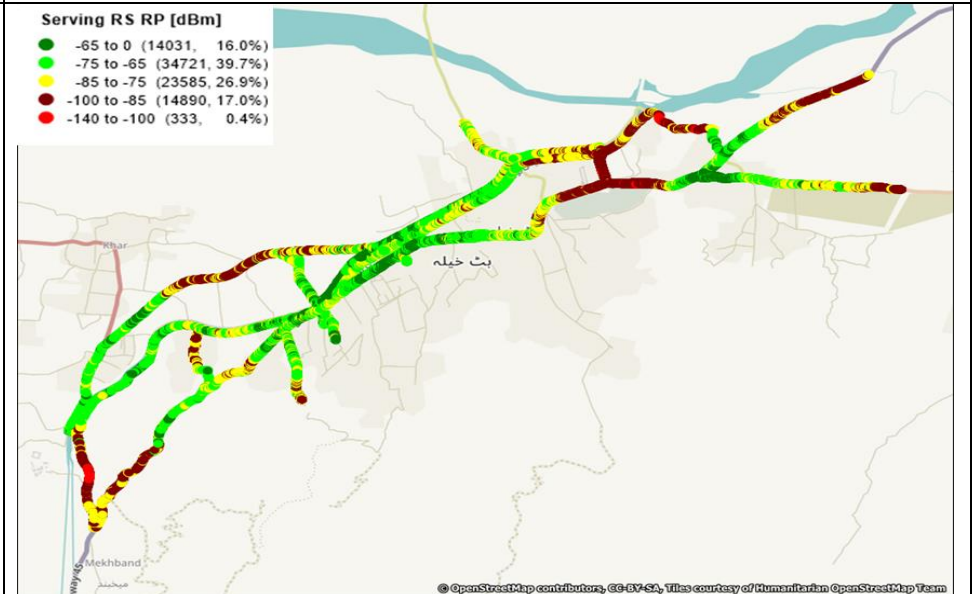 Serving RS RP [dBm]
-65 to 0 (14031, 16.0%)
-75 to -65 (34721, 39.7%)
-85 to -75 (23585, 26.9%)
-100 to -85 (14890, 17.0%)
-140 to -100 (333, 0.4%)
Khar
بٹ خیلہ
Mekhband
میخبند
© OpenStreetMap contributors, CC-BY-SA, Tiles courtesy of Humanitarian OpenStreetMap Team